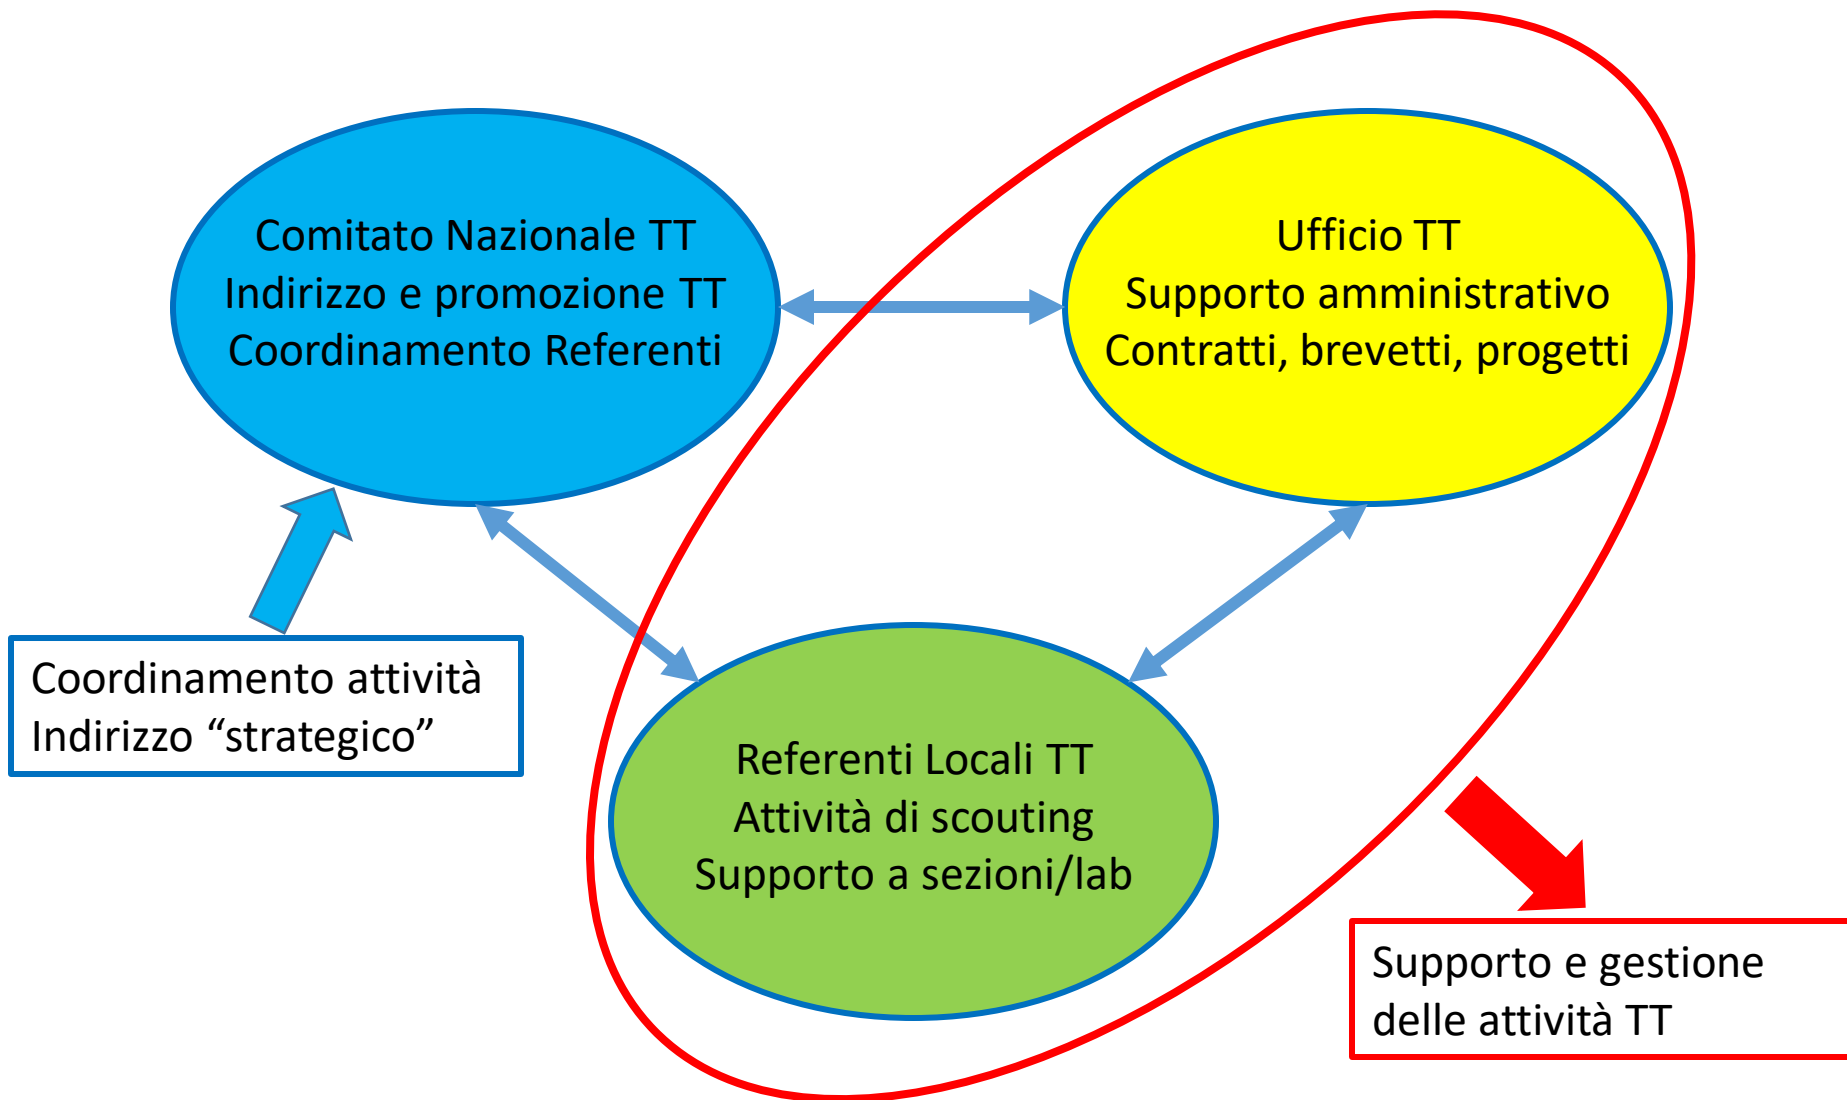 Comitato Nazionale TT
Indirizzo e promozione TT
Coordinamento Referenti
Ufficio TT
Supporto amministrativo
Contratti, brevetti, progetti
Coordinamento attività
Indirizzo “strategico”
Referenti Locali TT
Attività di scouting
Supporto a sezioni/lab
Supporto e gestione
delle attività TT